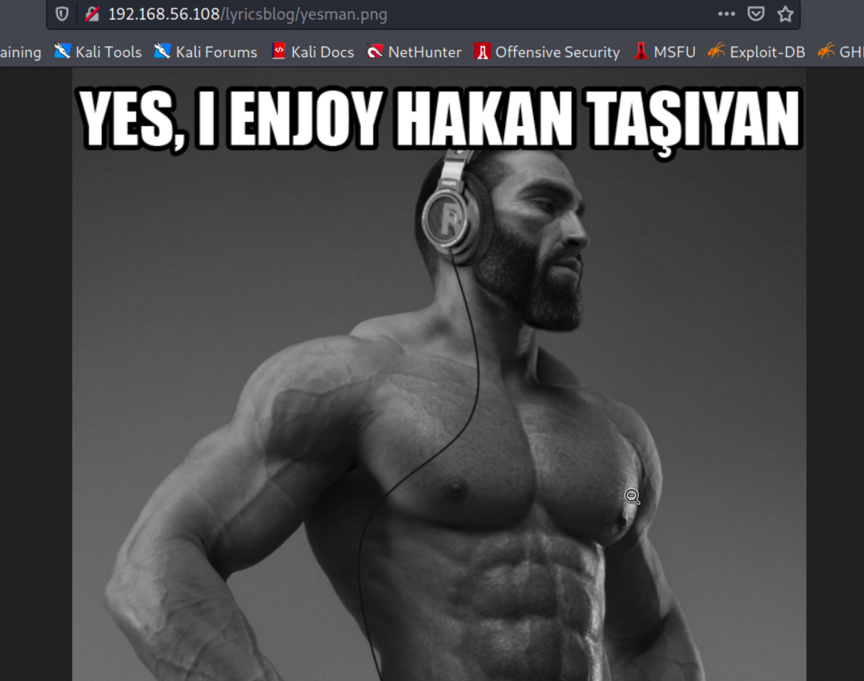 192.168.56.108/lyricsblog/yesman.png
aining Kali Tools Kali Forums Kali Docs NetHunter Offensive Security MSFU Exploit-DB GH
YES, I ENJOY HAKAN TAŞIYAN
R